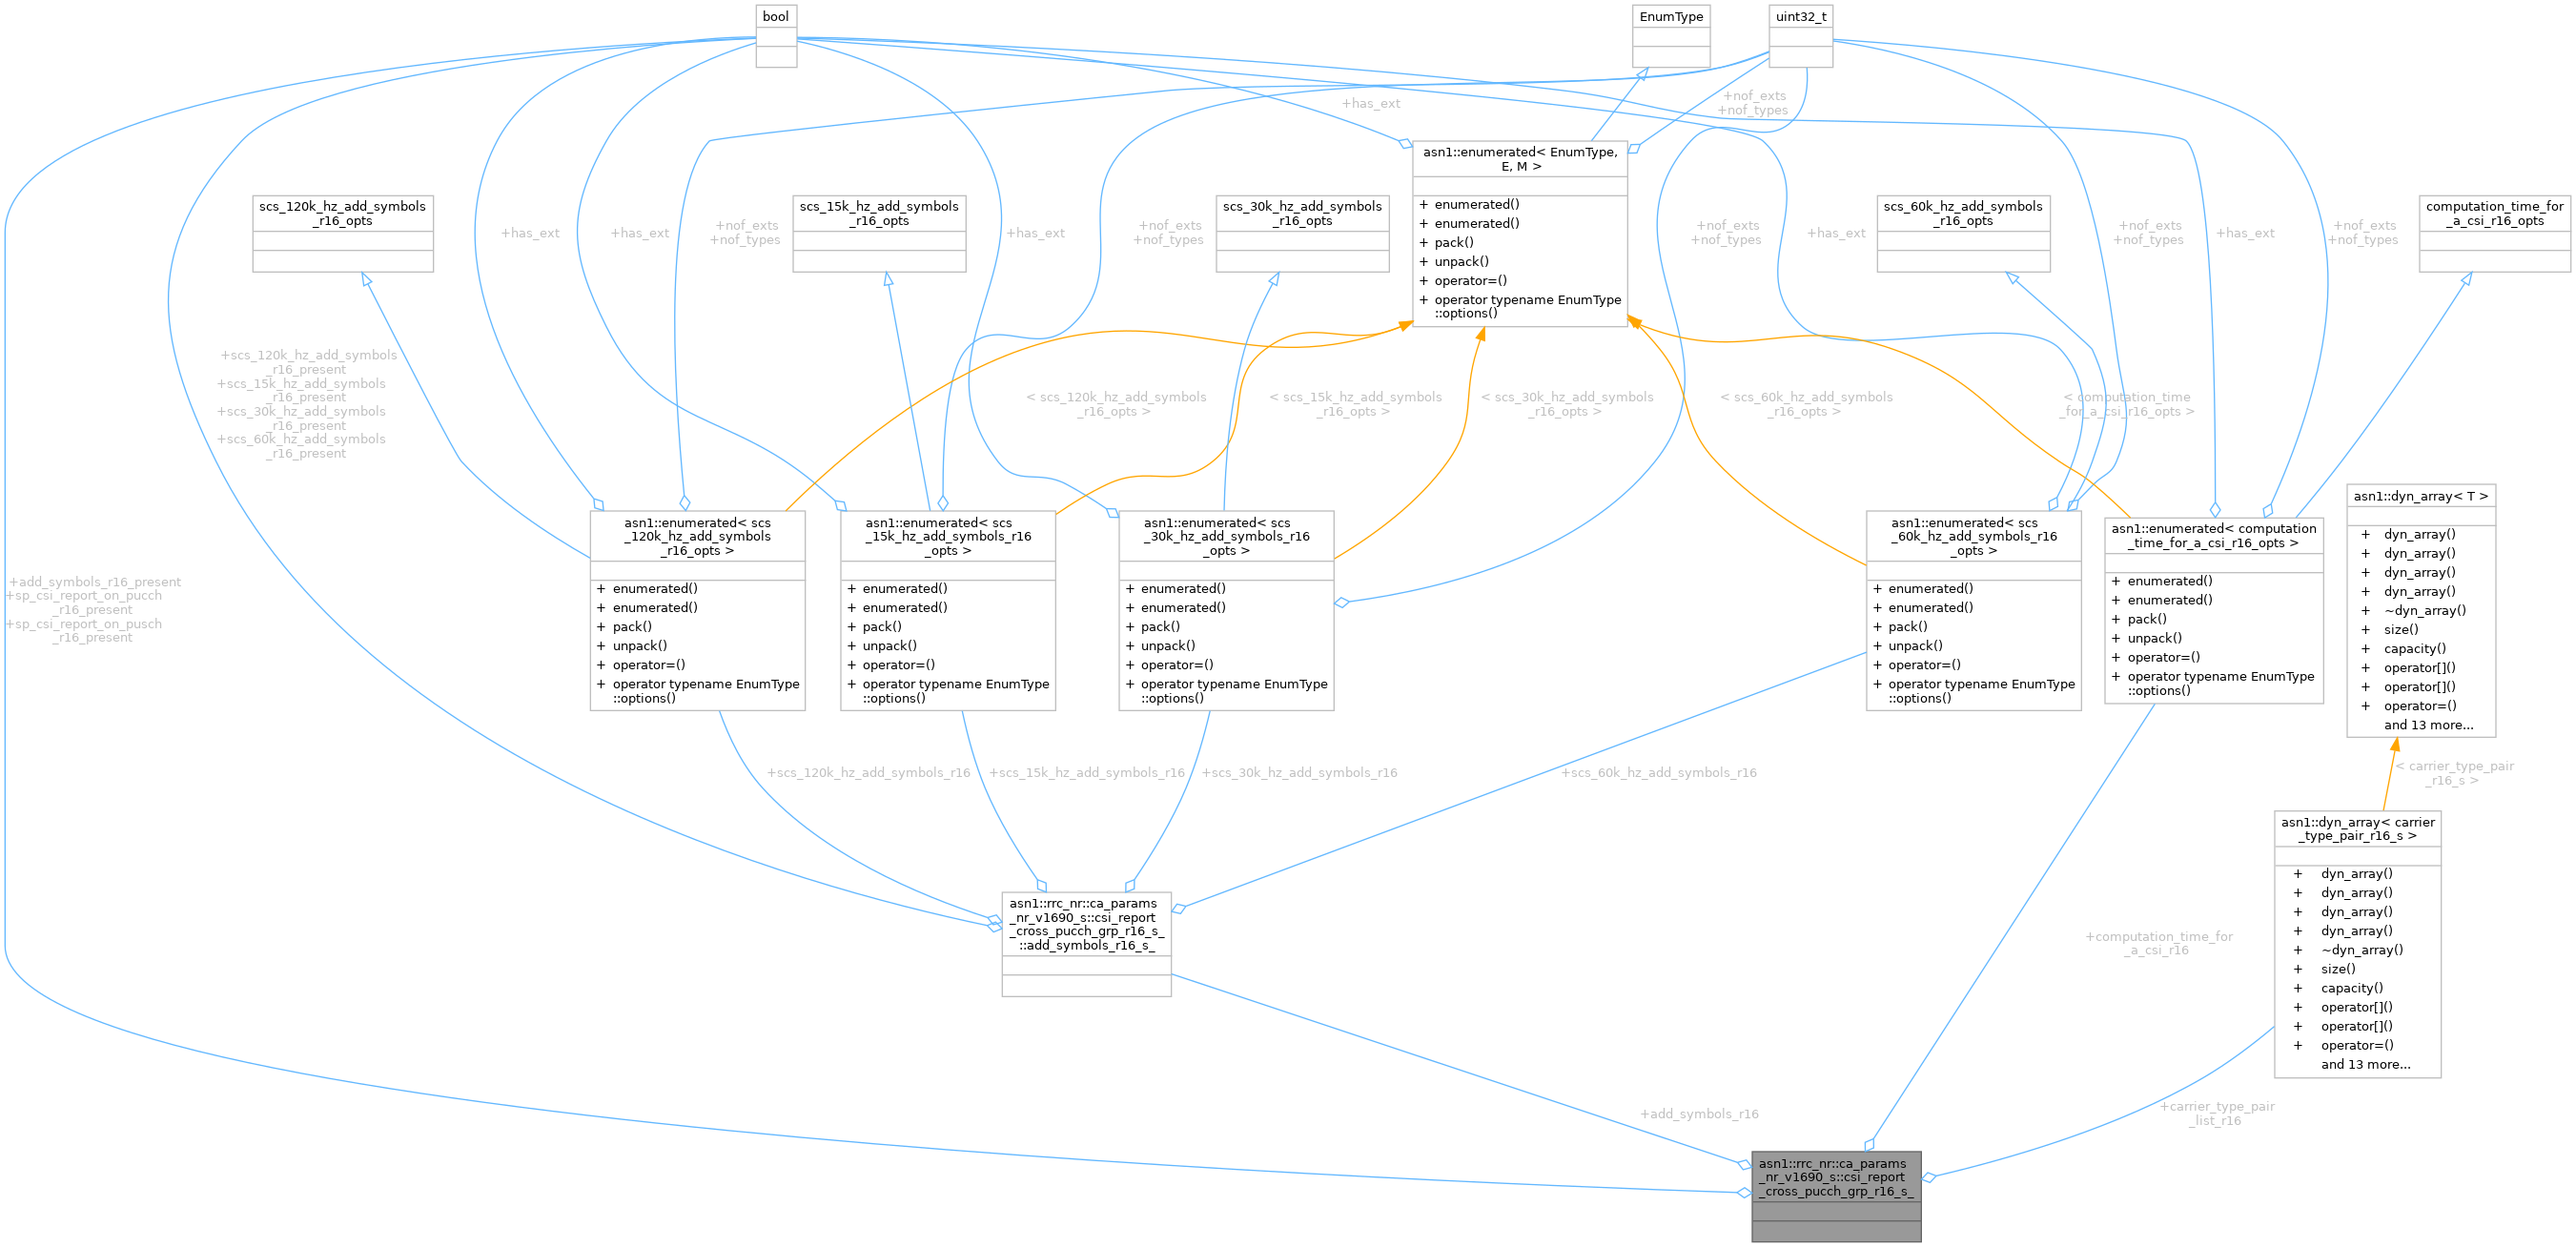 bool
EnumType
uint32_t
+has_ext
+nof_exts
+nof_types
asn1::enumerated< EnumType,
E, M >
+ enumerated()
+ enumerated()
+ pack()
+ unpack()
+ operator=()
+ operator typename EnumType
::options()
scs_120k_hz_add_symbols
_r16_opts
scs_15k_hz_add_symbols
_r16_opts
scs_30k_hz_add_symbols
_r16_opts
scs_60k_hz_add_symbols
_r16_opts
computation_time_for
_a_csi_r16_opts
+has_ext
+has_ext
+nof_exts
+nof_types
+has_ext
+nof_exts
+nof_types
+nof_exts
+nof_types
+has_ext
+nof_exts
+nof_types
+has_ext
+nof_exts
+nof_types
+scs_120k_hz_add_symbols
_r16_present
+scs_15k_hz_add_symbols
_r16_present
+scs_30k_hz_add_symbols
_r16_present
+scs_60k_hz_add_symbols
_r16_present
< scs_120k_hz_add_symbols
_r16_opts >
< scs_15k_hz_add_symbols
_r16_opts >
< scs_30k_hz_add_symbols
_r16_opts >
< scs_60k_hz_add_symbols
_r16_opts >
< computation_time
_for_a_csi_r16_opts >
asn1::enumerated< scs
_120k_hz_add_symbols
_r16_opts >
+ enumerated()
+ enumerated()
+ pack()
+ unpack()
+ operator=()
+ operator typename EnumType
::options()
asn1::enumerated< scs
_15k_hz_add_symbols_r16
_opts >
+ enumerated()
+ enumerated()
+ pack()
+ unpack()
+ operator=()
+ operator typename EnumType
::options()
asn1::enumerated< scs
_30k_hz_add_symbols_r16
_opts >
+ enumerated()
+ enumerated()
+ pack()
+ unpack()
+ operator=()
+ operator typename EnumType
::options()
asn1::enumerated< scs
_60k_hz_add_symbols_r16
_opts >
+ enumerated()
+ enumerated()
+ pack()
+ unpack()
+ operator=()
+ operator typename EnumType
::options()
asn1::enumerated< computation
_time_for_a_csi_r16_opts >
+ enumerated()
+ enumerated()
+ pack()
+ unpack()
+ operator=()
+ operator typename EnumType
::options()
asn1::dyn_array< T >
+ dyn_array()
+ dyn_array()
+ dyn_array()
+ dyn_array()
+ ~dyn_array()
+ size()
+ capacity()
+ operator[]()
+ operator[]()
+ operator=()
and 13 more...
+add_symbols_r16_present
+sp_csi_report_on_pucch
_r16_present
+sp_csi_report_on_pusch
_r16_present
+scs_120k_hz_add_symbols_r16
+scs_15k_hz_add_symbols_r16
+scs_30k_hz_add_symbols_r16
+scs_60k_hz_add_symbols_r16
< carrier_type_pair
_r16_s >
asn1::dyn_array< carrier
_type_pair_r16_s >
+ dyn_array()
+ dyn_array()
+ dyn_array()
+ dyn_array()
+ ~dyn_array()
+ size()
+ capacity()
+ operator[]()
+ operator[]()
+ operator=()
and 13 more...
asn1::rrc_nr::ca_params
_nr_v1690_s::csi_report
_cross_pucch_grp_r16_s_
::add_symbols_r16_s_
+computation_time_for
_a_csi_r16
+add_symbols_r16
+carrier_type_pair
_list_r16
asn1::rrc_nr::ca_params
_nr_v1690_s::csi_report
_cross_pucch_grp_r16_s_